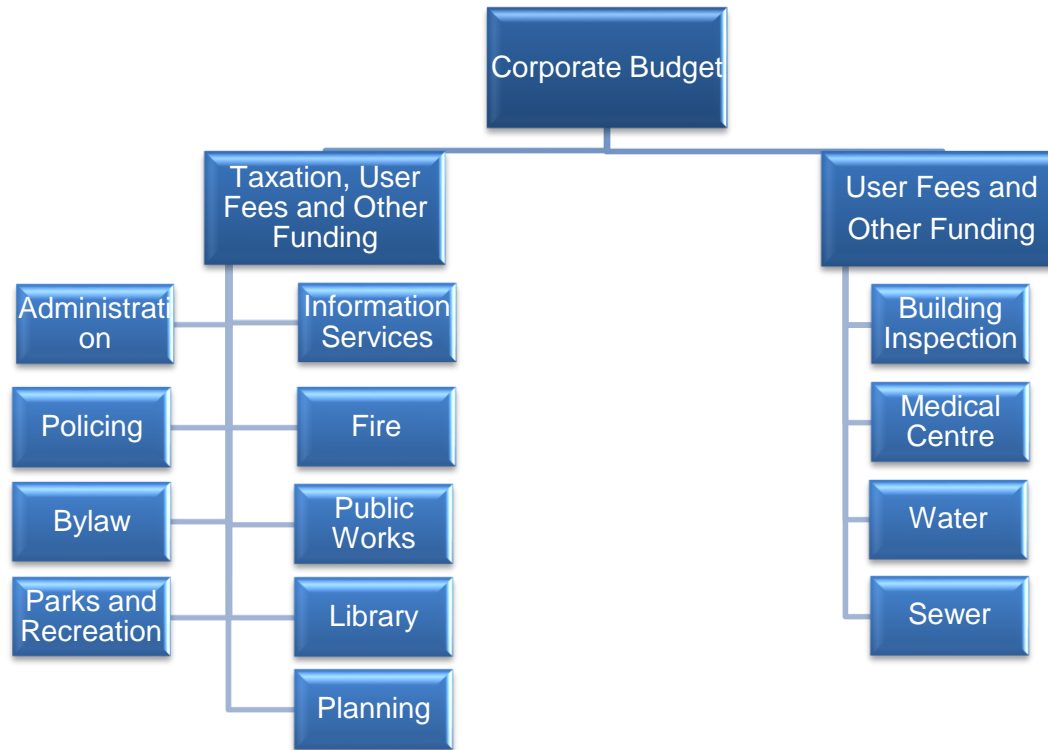 Corporate Budget
Taxation, User
Fees and Other
Funding
User Fees and
Other Funding
Administrati
on
Information
Services
Building
Inspection
Policing
Fire
Medical
Centre
Bylaw
Public
Works
Water
Parks and
Recreation
Library
Sewer
Planning